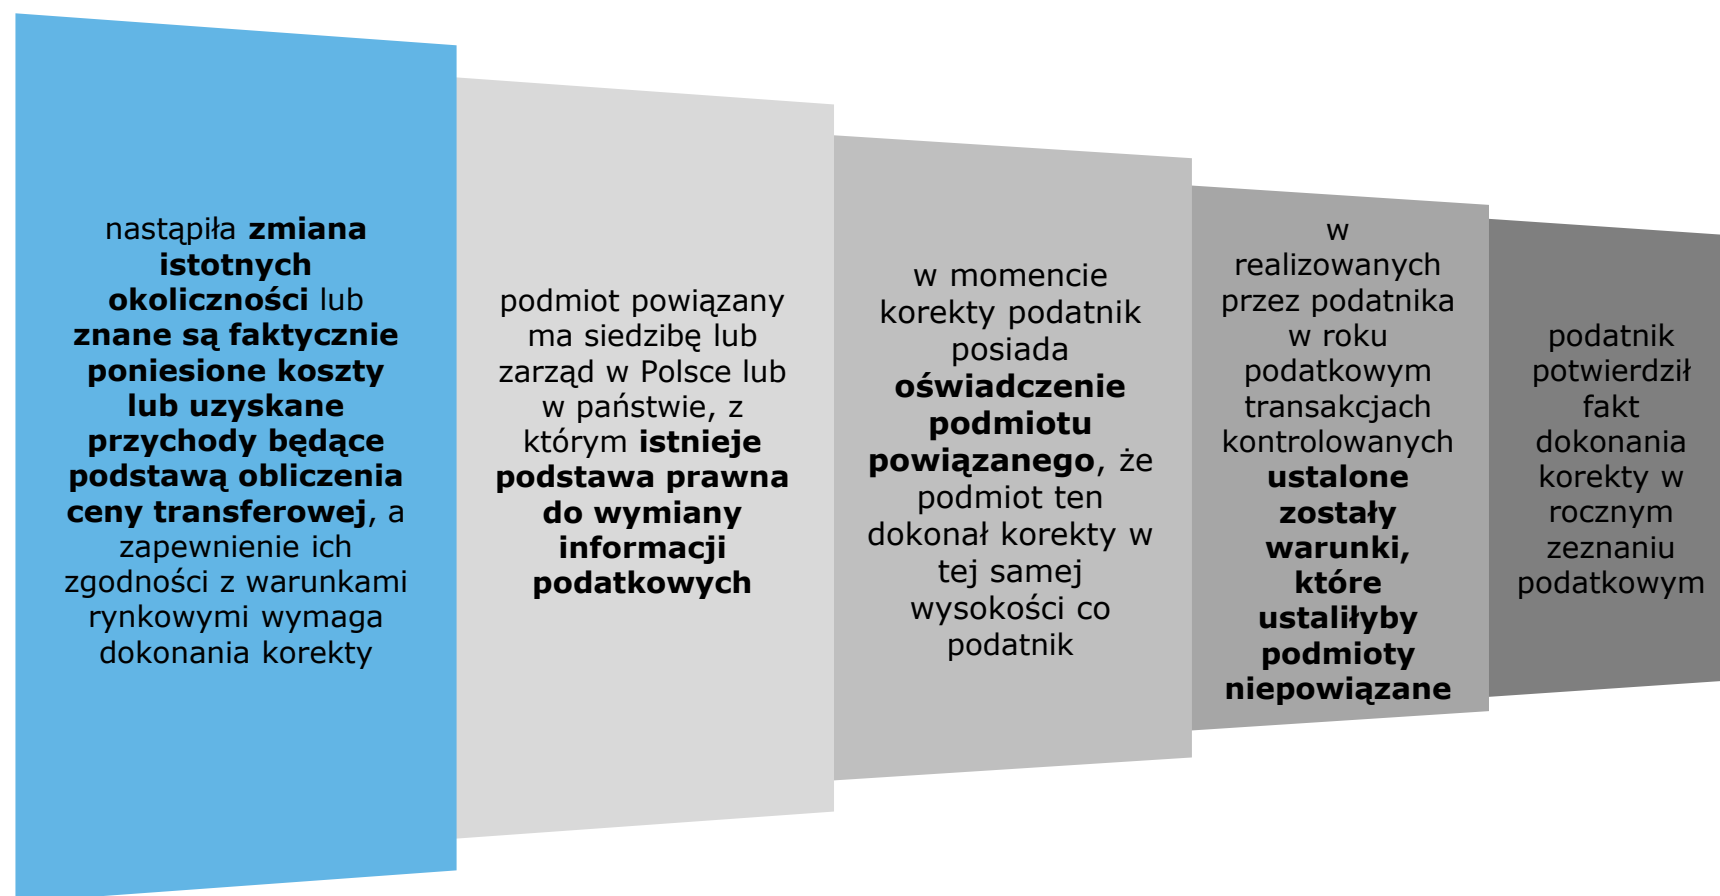 nastąpiła zmiana
istotnych
okoliczności lub
znane są faktycznie
poniesione koszty
lub uzyskane
przychody będące
podstawą obliczenia
ceny transferowej, a
zapewnienie ich
zgodności z warunkami
rynkowymi wymaga
dokonania korekty
podmiot powiązany
ma siedzibę lub
zarząd w Polsce lub
w państwie, z
którym istnieje
podstawa prawna
do wymiany
informacji
podatkowych
w momencie
korekty podatnik
posiada
oświadczenie
podmiotu
powiązanego, że
podmiot ten
dokonał korekty w
tej samej
wysokości co
podatnik
w
realizowanych
przez podatnika
w roku
podatkowym
transakcjach
kontrolowanych
ustalone
zostały
warunki,
które
ustaliłyby
podmioty
niepowiązane
podatnik
potwierdził
fakt
dokonania
korekty w
rocznym
zeznaniu
podatkowym